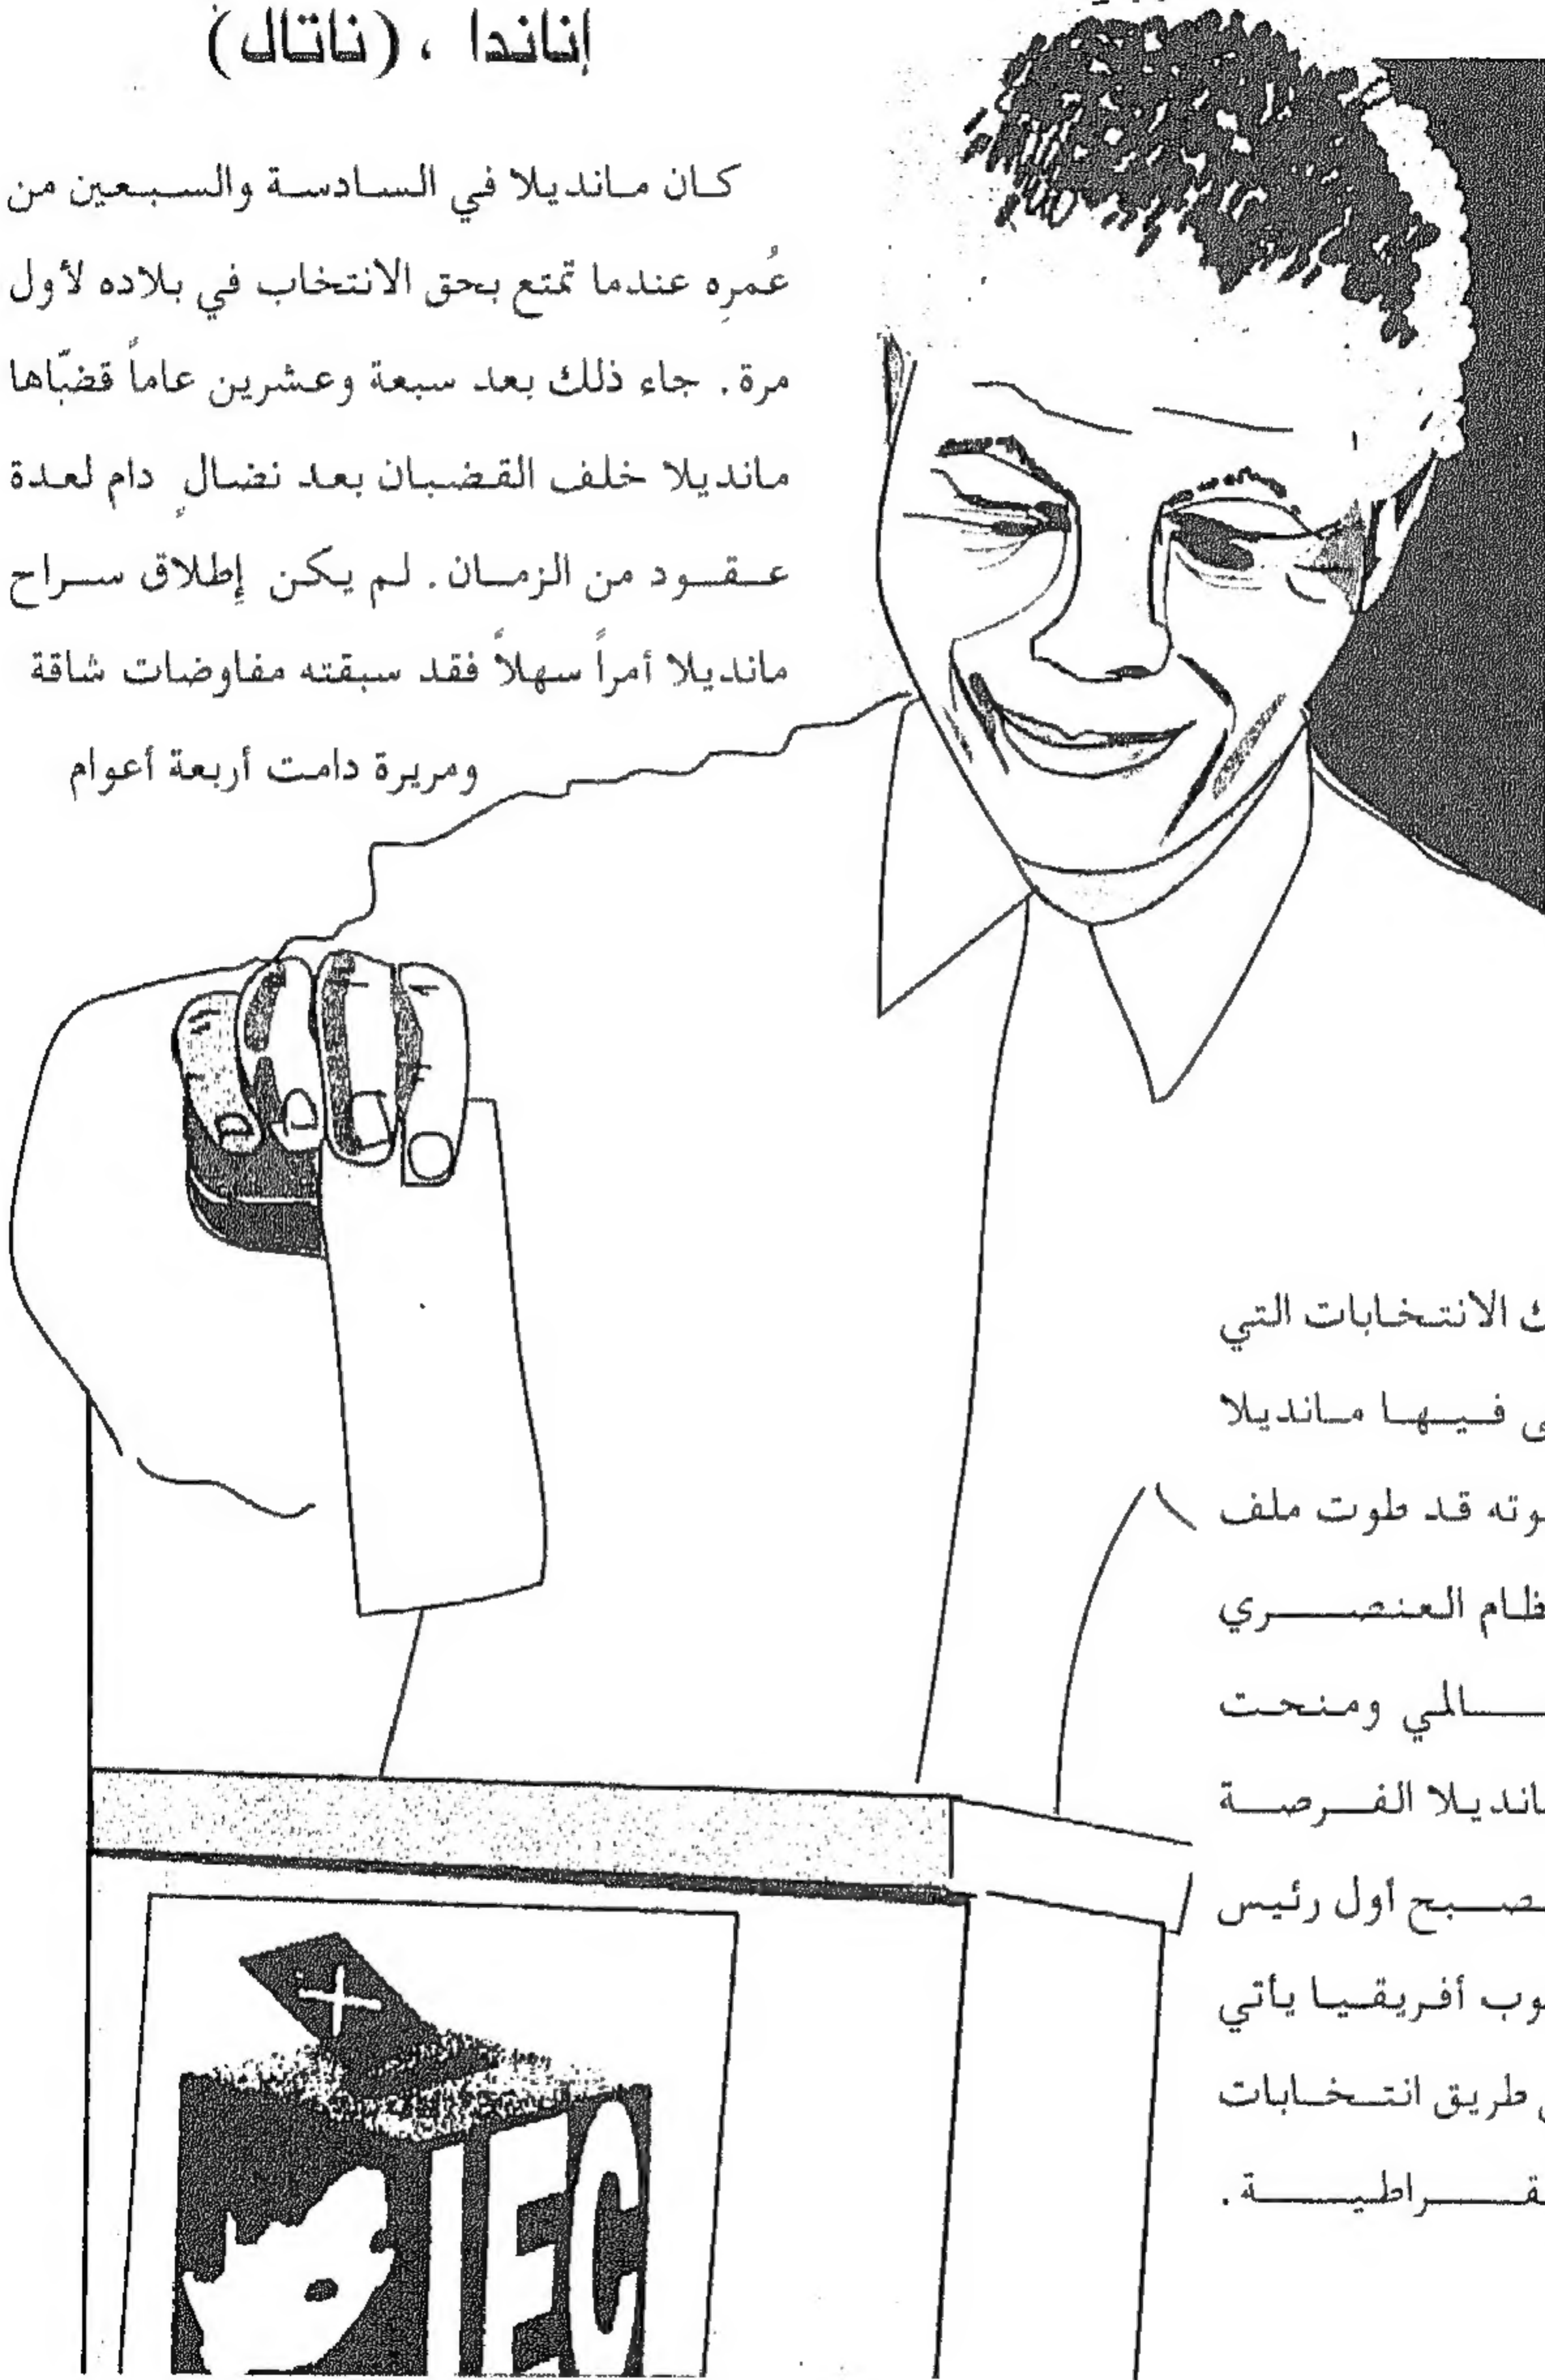 إناندا ، (ناتال)
كان مانديلا في السادسة والسبعين من
عُمرِه عندما تمتع بحق الانتخاب في بلاده لأول
مرة. جاء ذلك بعد سبعة وعشرين عاماً قضّاها
مانديلا خلف القضبان بعد نضالٍ دام لعدة
عقود من الزمان. لم يكن إطلاق سراح
مانديلا أمراً سهلاً فقد سبقته مفاوضات شاقة
ومريرة دامت أربعة أعوام
الانتخابات التي
فيها مانديلا
قد طوت ملف
العنصري
ومنحت
الفرصة
أول رئيس
أفريقيا يأتي
طريق انتخابات
IEC